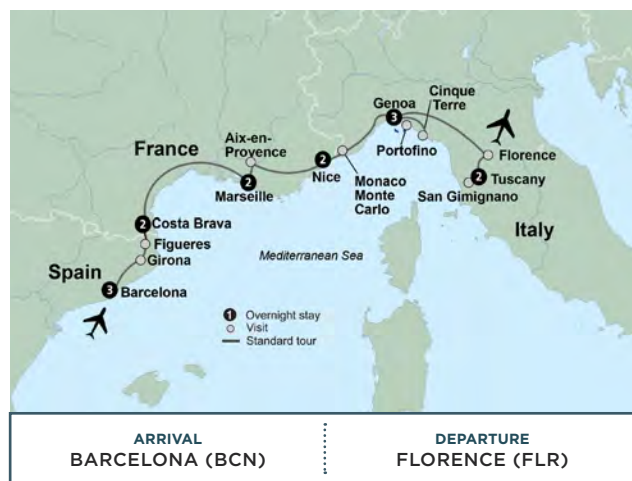 Cinque
Terre
Genoa
3
France
Aix-en-
Provence
Portofino
Florence
2
Nice
2
Marseille
Monaco
Monte
Carlo
2
Tuscany
San Gimignano
2
Costa Brava
Figueres
Girona
Italy
Mediterranean Sea
Spain
3
Barcelona
1 Overnight stay
Visit
Standard tour
ARRIVAL
BARCELONA (BCN)
DEPARTURE
FLORENCE (FLR)